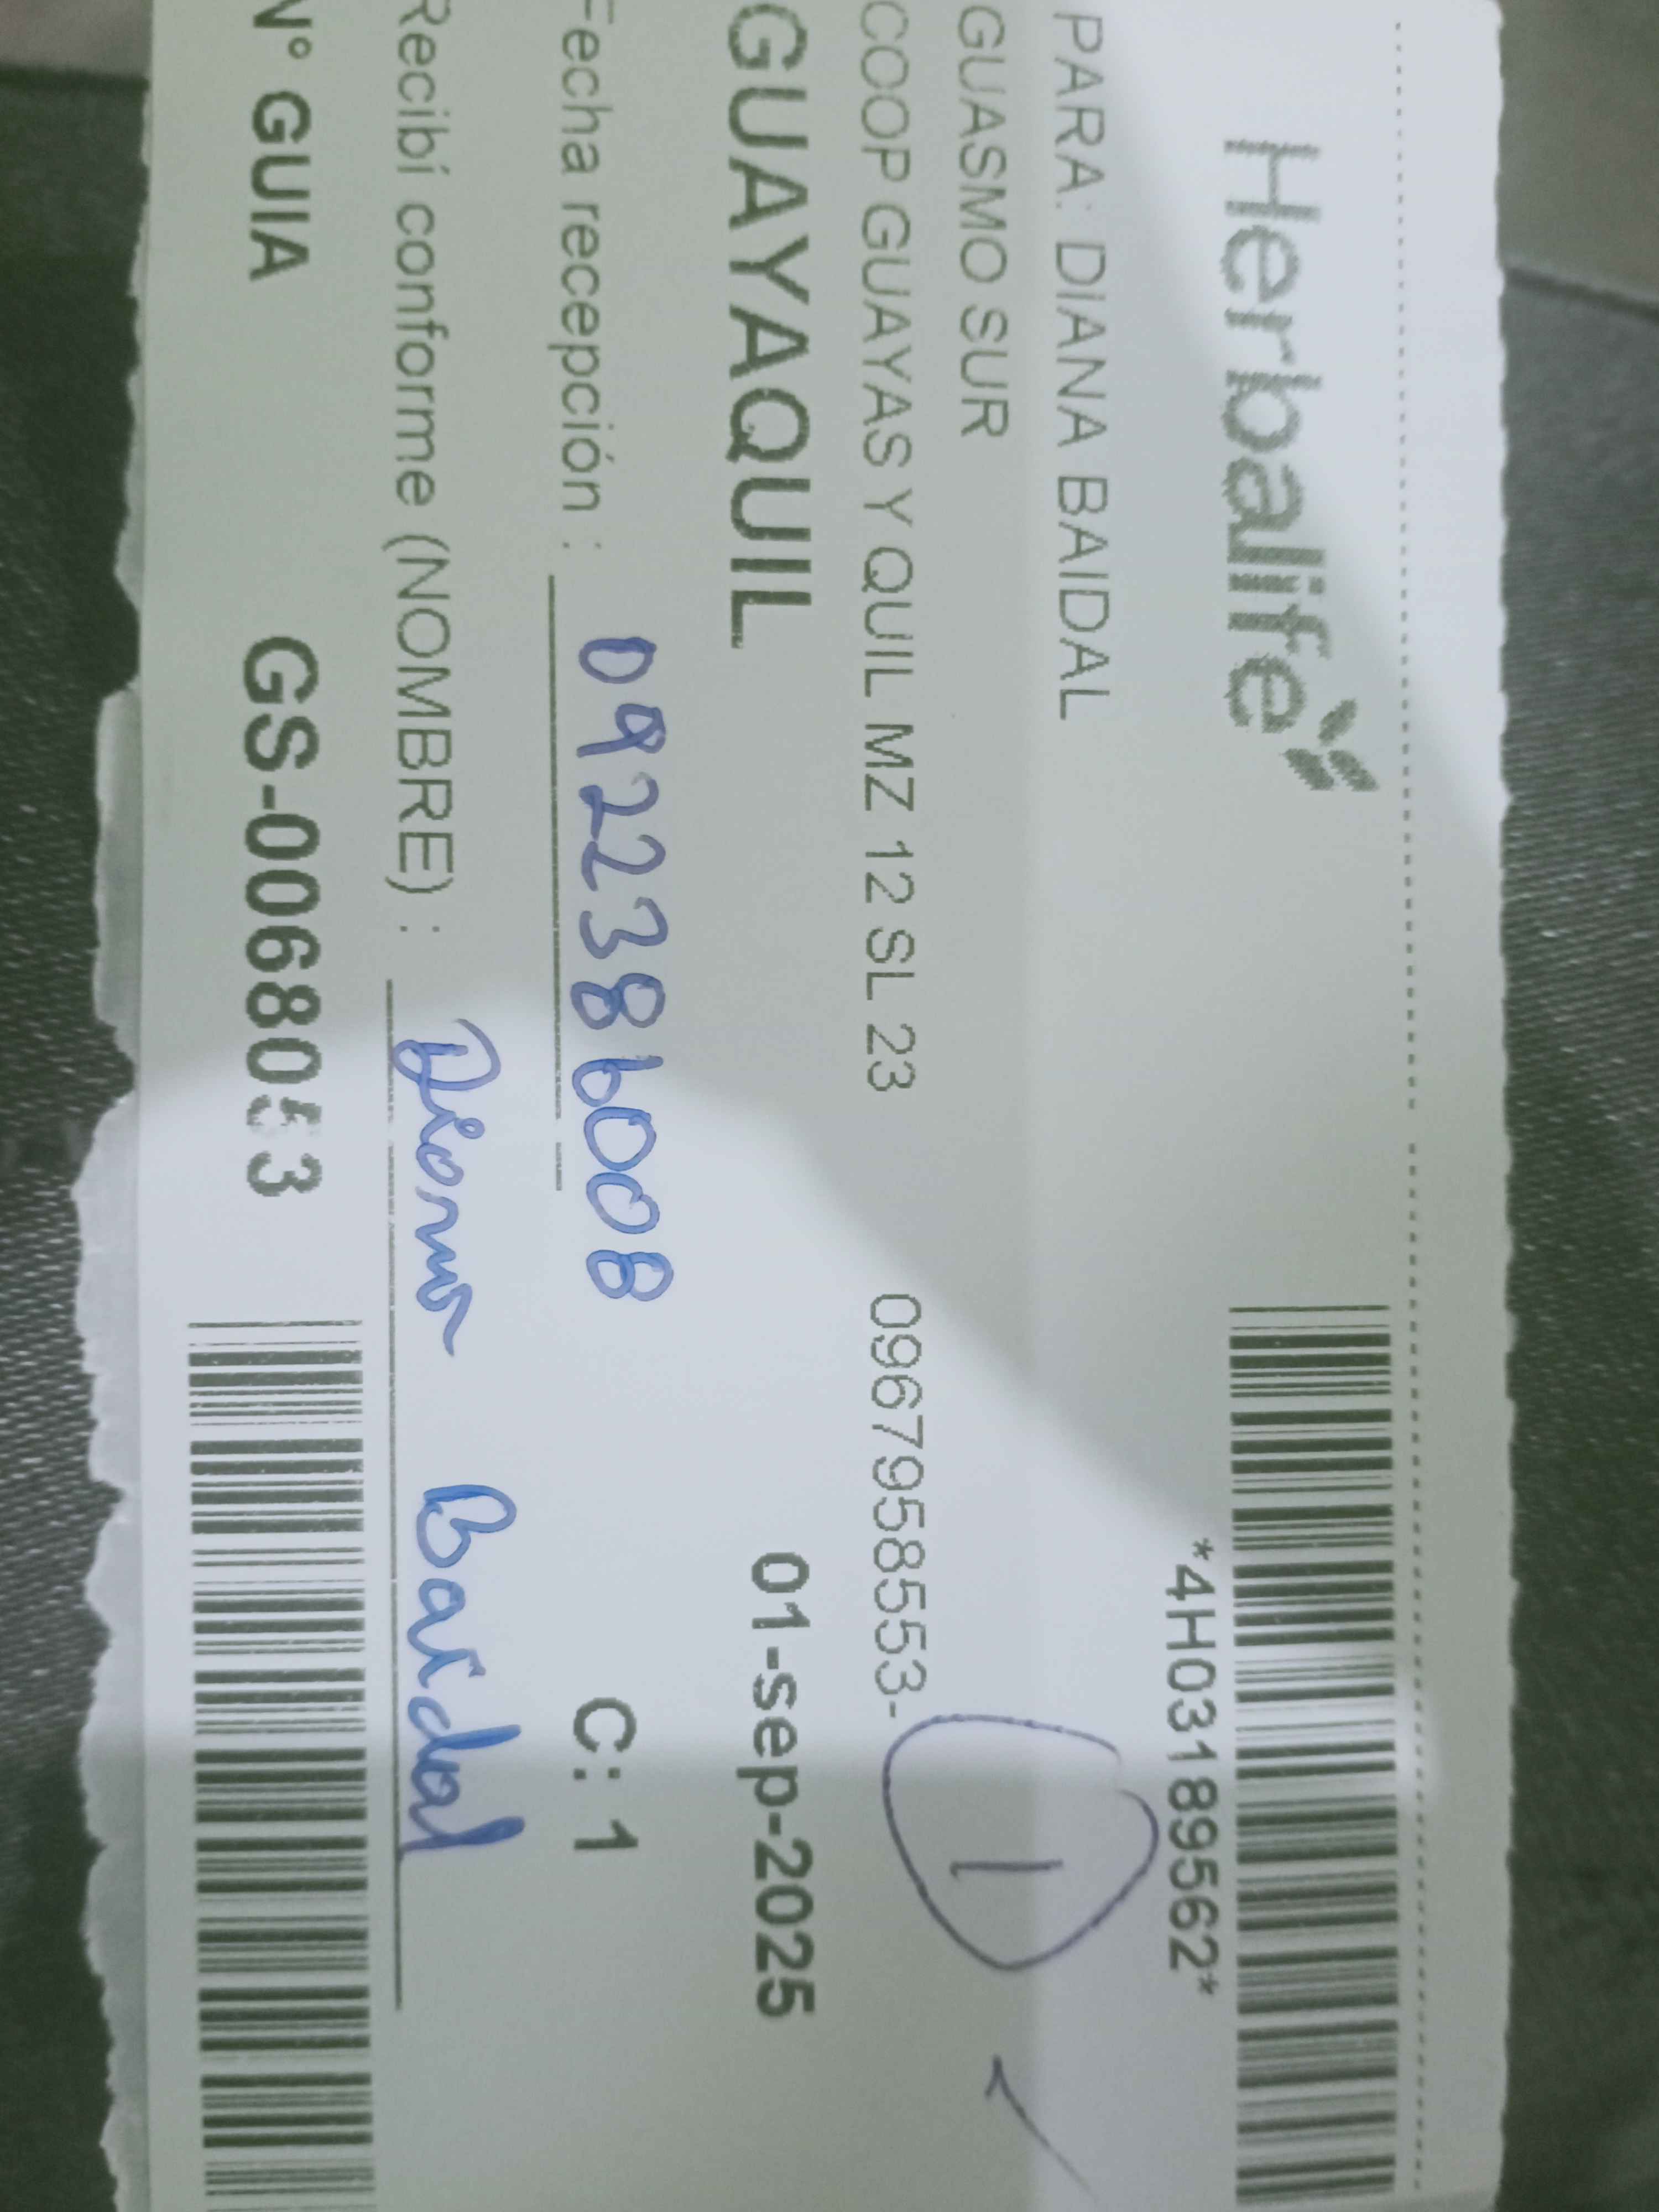 Herbalife
*4H03189562*
PARA: DIANA BAIDAL
GUASMO SUR
1
COOP GUAYAS Y QUIL MZ 12 SL 23 0967958553-
GUAYAQUIL 01-sep-2025
Fecha recepción : 0922386008 C: 1
Recibí conforme (NOMBRE) : Diana Baidal
N° GUIA GS-0068053